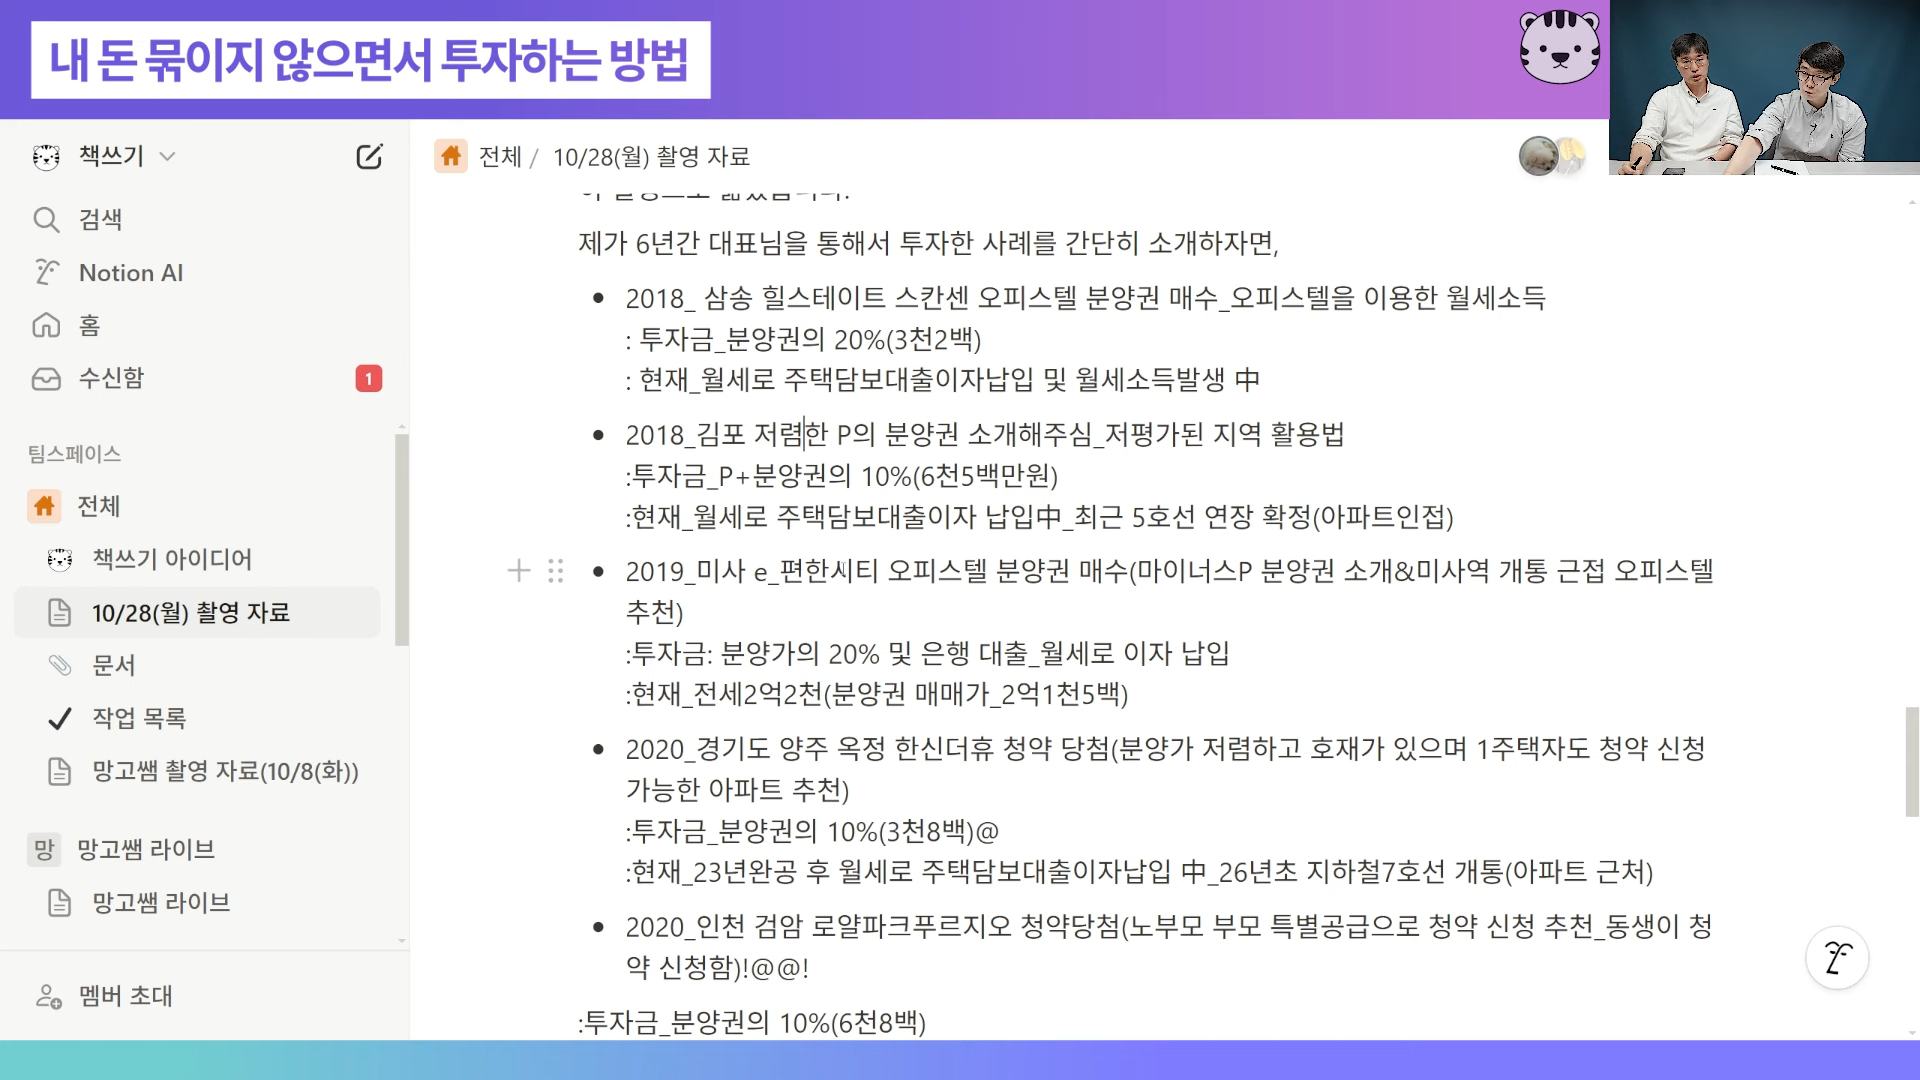 내 돈 묶이지 않으면서 투자하는 방법
책쓰기
전체 / 10/28(월) 촬영 자료
검색
Notion AI
홈
수신함 1
팀스페이스
전체
책쓰기 아이디어
10/28(월) 촬영 자료
문서
작업 목록
망고쌤 촬영 자료(10/8(화))
망 망고쌤 라이브
망고쌤 라이브
멤버 초대
제가 6년간 대표님을 통해서 투자한 사례를 간단히 소개하자면,
2018_ 삼송 힐스테이트 스칸센 오피스텔 분양권 매수_오피스텔을 이용한 월세소득
: 투자금_분양권의 20%(3천2백)
: 현재_월세로 주택담보대출이자납입 및 월세소득발생 中
2018_김포 저렴한 P의 분양권 소개해주심_저평가된 지역 활용법
:투자금_P+분양권의 10%(6천5백만원)
:현재_월세로 주택담보대출이자 납입中_최근 5호선 연장 확정(아파트인접)
2019_미사 e_편한시티 오피스텔 분양권 매수(마이너스P 분양권 소개&미사역 개통 근접 오피스텔
추천)
:투자금: 분양가의 20% 및 은행 대출_월세로 이자 납입
:현재_전세2억2천(분양권 매매가_2억1천5백)
2020_경기도 양주 옥정 한신더휴 청약 당첨(분양가 저렴하고 호재가 있으며 1주택자도 청약 신청
가능한 아파트 추천)
:투자금_분양권의 10%(3천8백)@
:현재_23년완공 후 월세로 주택담보대출이자납입 中_26년초 지하철7호선 개통(아파트 근처)
2020_인천 검암 로얄파크푸르지오 청약당첨(노부모 부모 특별공급으로 청약 신청 추천_동생이 청
약 신청함)!@@!
:투자금_분양권의 10%(6천8백)